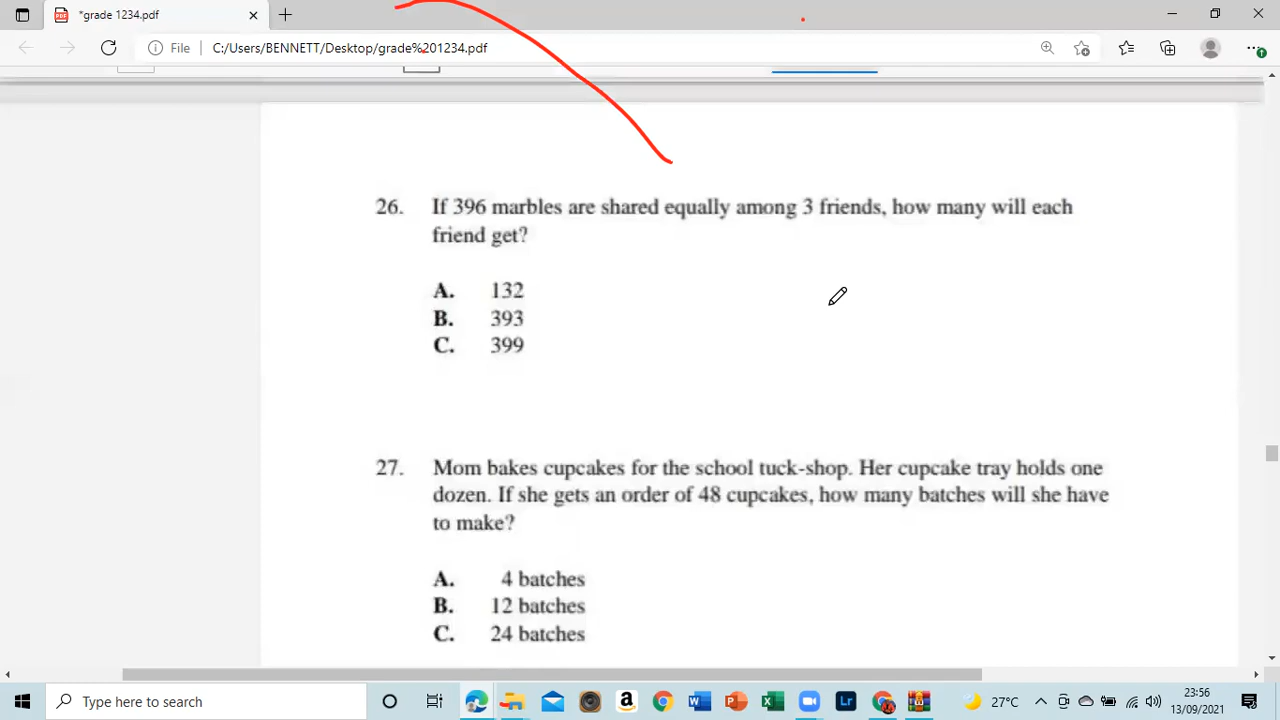 *grade 1234.pdf
File C:/Users/BENNETT/Desktop/grade%201234.pdf
26. If 396 marbles are shared equally among 3 friends, how many will each
friend get?
A. 132
B. 393
C. 399
27. Mom bakes cupcakes for the school tuck-shop. Her cupcake tray holds one
dozen. If she gets an order of 48 cupcakes, how many batches will she have
to make?
A. 4 batches
B. 12 batches
C. 24 batches
Type here to search
a
W
P
X
Lr
27°C
23:56
13/09/2021